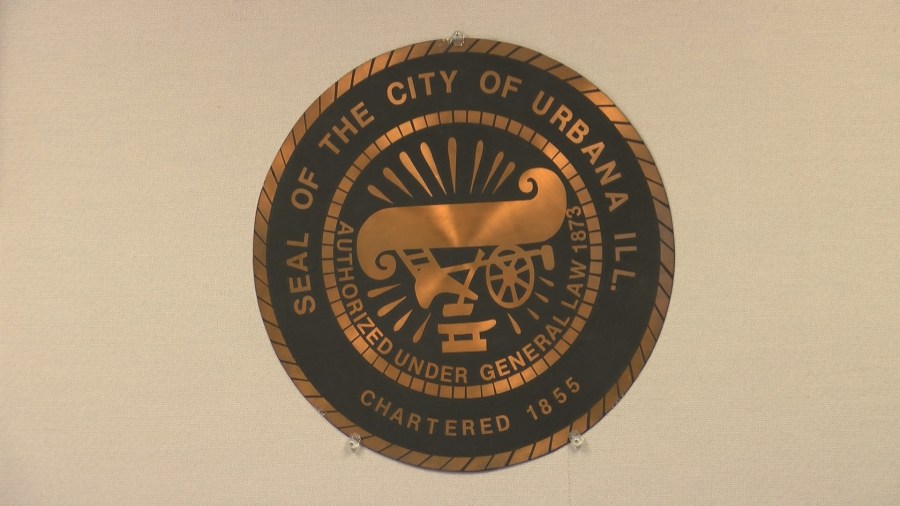 SEAL OF THE CITY OF URBANA ILL.
AUTHORIZED UNDER GENERAL LAW 1873
CHARTERED 1855